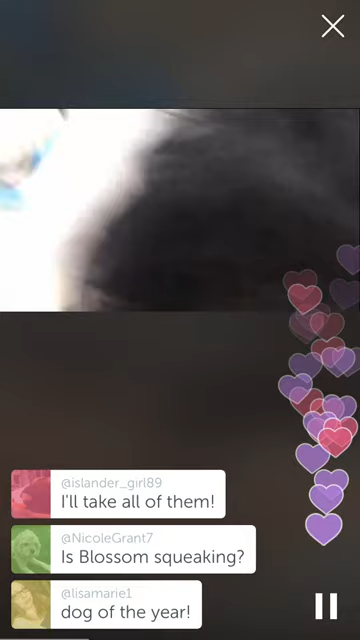 @islander_girl89
I'll take all of them!
@NicoleGrant7
Is Blossom squeaking?
@lisamarie1
dog of the year!